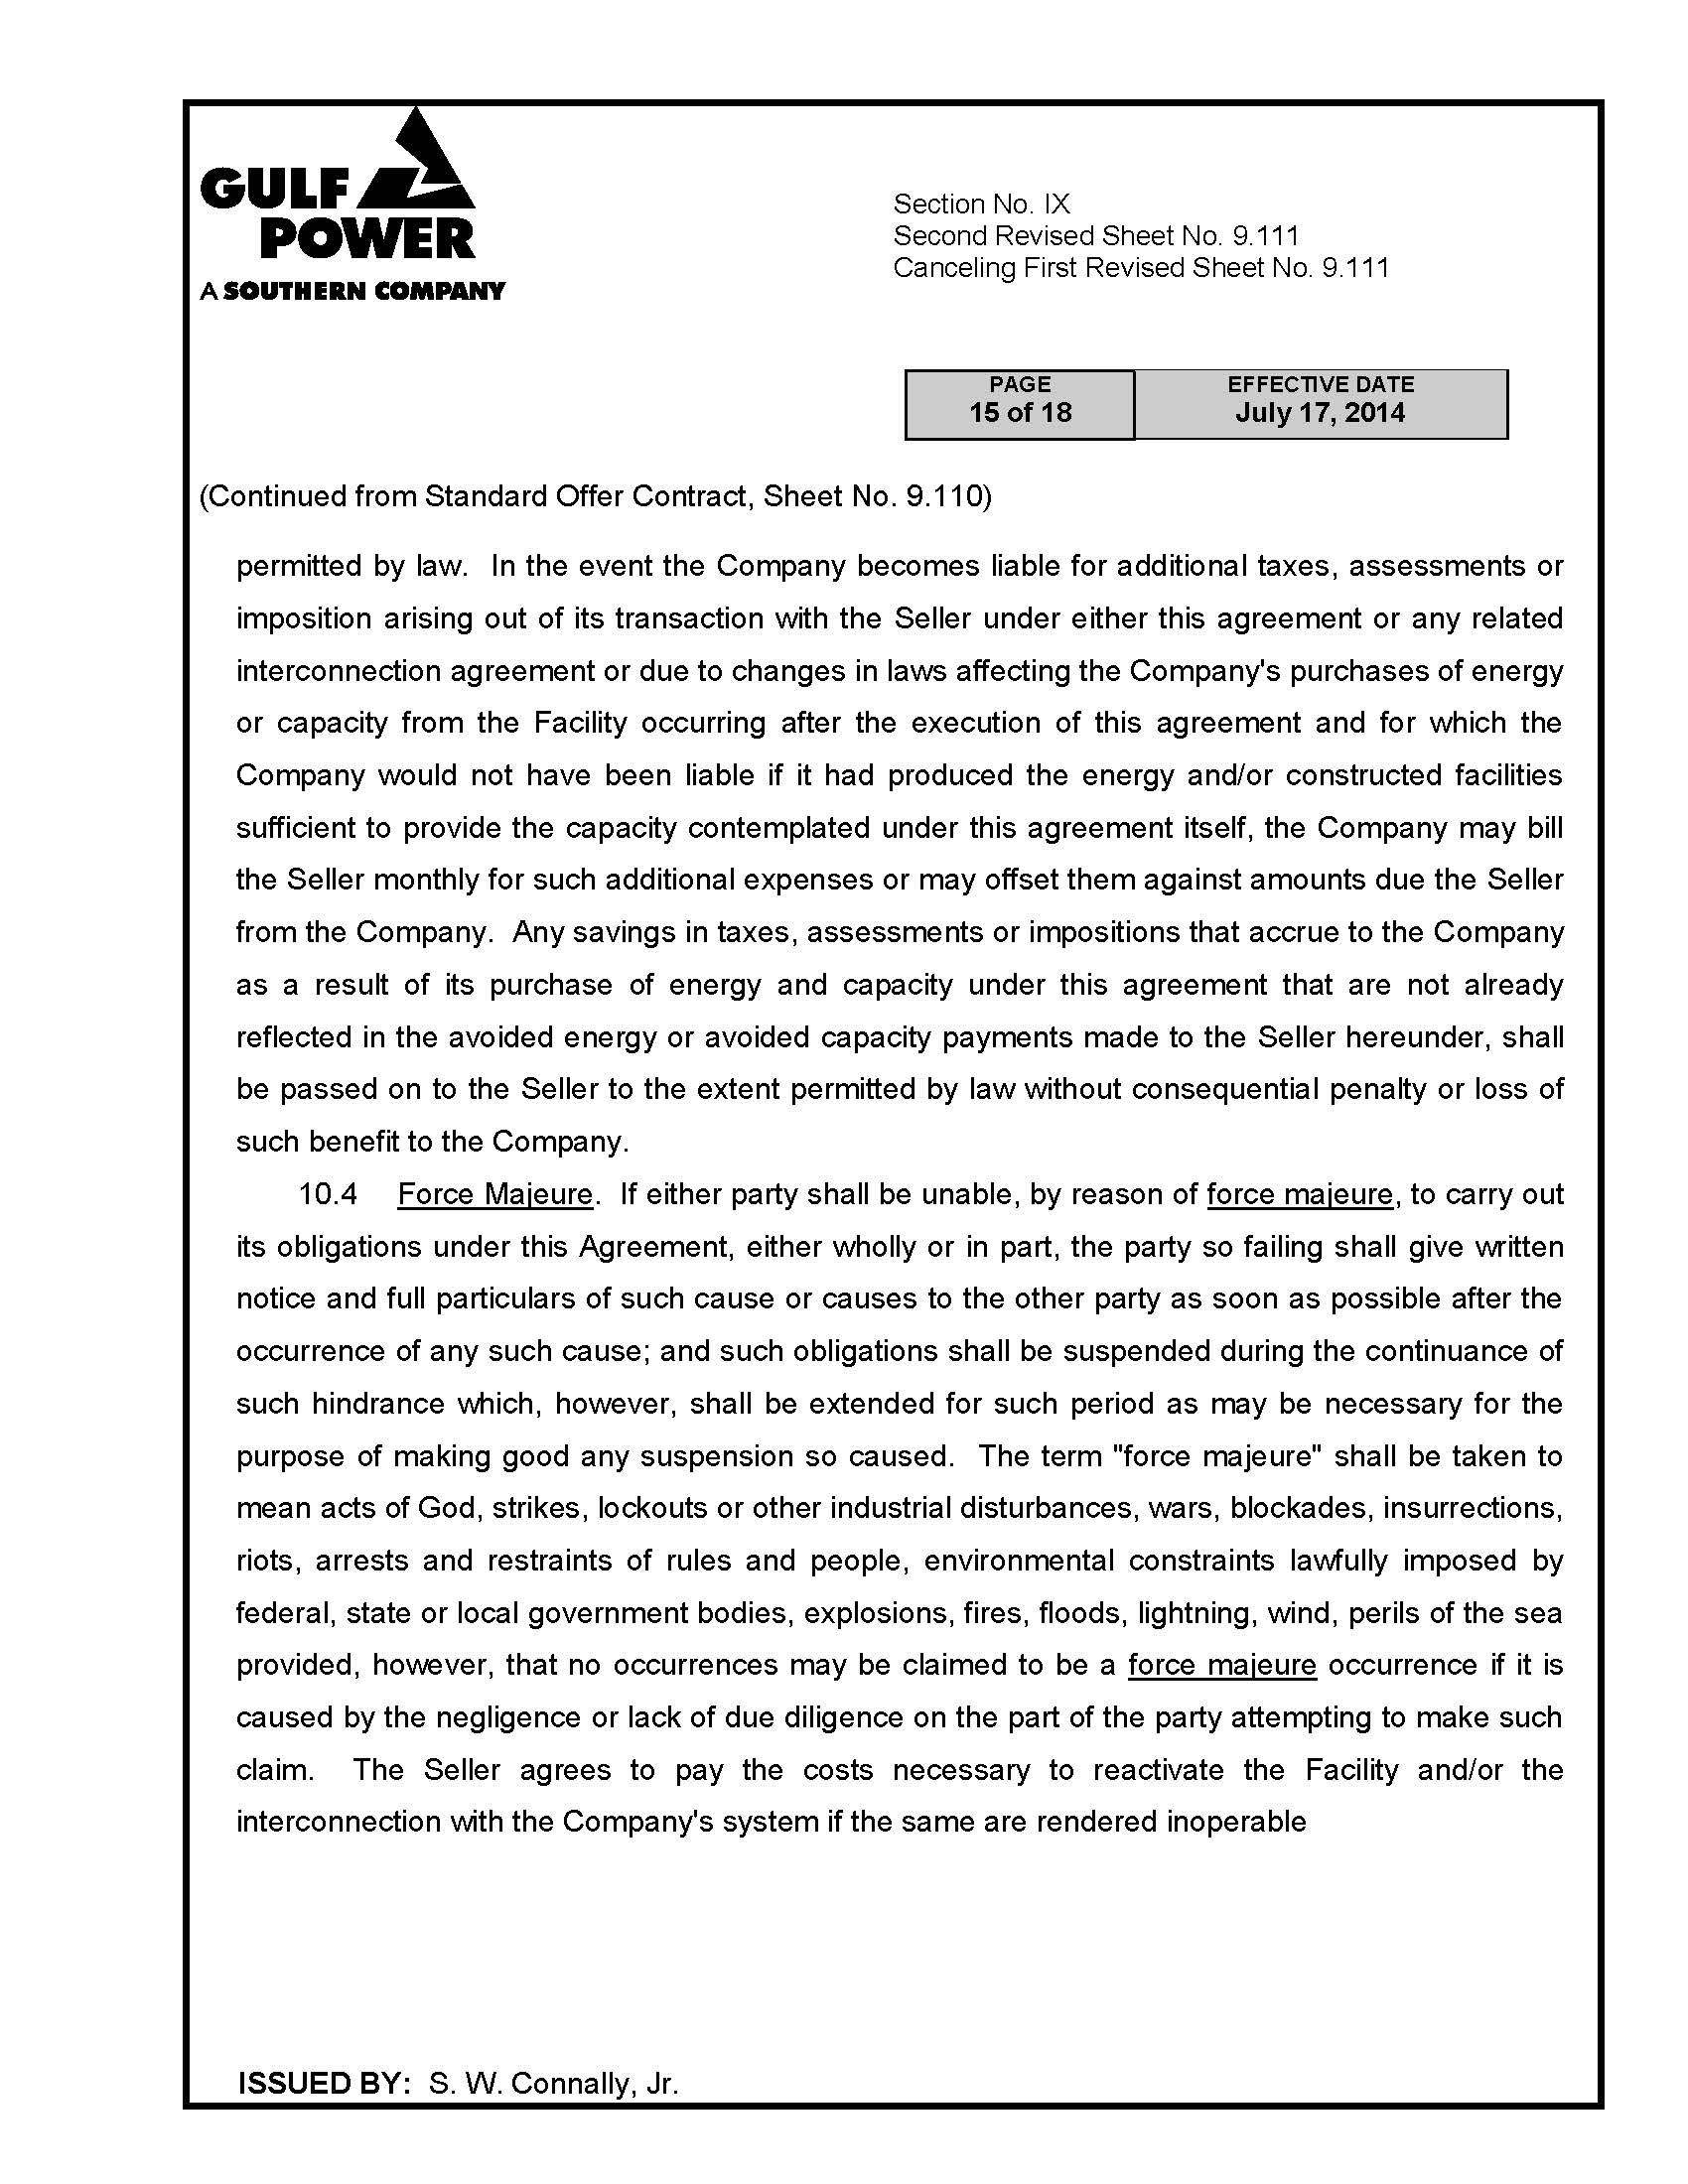 GULF
POWER
A SOUTHERN COMPANY
Section No. IX
Second Revised Sheet No. 9.111
Canceling First Revised Sheet No. 9.111
PAGE
15 of 18
EFFECTIVE DATE
July 17, 2014
(Continued from Standard Offer Contract, Sheet No. 9.110)
permitted by law. In the event the Company becomes liable for additional taxes, assessments or
imposition arising out of its transaction with the Seller under either this agreement or any related
interconnection agreement or due to changes in laws affecting the Company's purchases of energy
or capacity from the Facility occurring after the execution of this agreement and for which the
Company would not have been liable if it had produced the energy and/or constructed facilities
sufficient to provide the capacity contemplated under this agreement itself, the Company may bill
the Seller monthly for such additional expenses or may offset them against amounts due the Seller
from the Company. Any savings in taxes, assessments or impositions that accrue to the Company
as a result of its purchase of energy and capacity under this agreement that are not already
reflected in the avoided energy or avoided capacity payments made to the Seller hereunder, shall
be passed on to the Seller to the extent permitted by law without consequential penalty or loss of
such benefit to the Company.
10.4 Force Majeure. If either party shall be unable, by reason of force majeure, to carry out
its obligations under this Agreement, either wholly or in part, the party so failing shall give written
notice and full particulars of such cause or causes to the other party as soon as possible after the
occurrence of any such cause; and such obligations shall be suspended during the continuance of
such hindrance which, however, shall be extended for such period as may be necessary for the
purpose of making good any suspension so caused. The term "force majeure" shall be taken to
mean acts of God, strikes, lockouts or other industrial disturbances, wars, blockades, insurrections,
riots, arrests and restraints of rules and people, environmental constraints lawfully imposed by
federal, state or local government bodies, explosions, fires, floods, lightning, wind, perils of the sea
provided, however, that no occurrences may be claimed to be a force majeure occurrence if it is
caused by the negligence or lack of due diligence on the part of the party attempting to make such
claim. The Seller agrees to pay the costs necessary to reactivate the Facility and/or the
interconnection with the Company's system if the same are rendered inoperable
ISSUED BY: S. W. Connally, Jr.